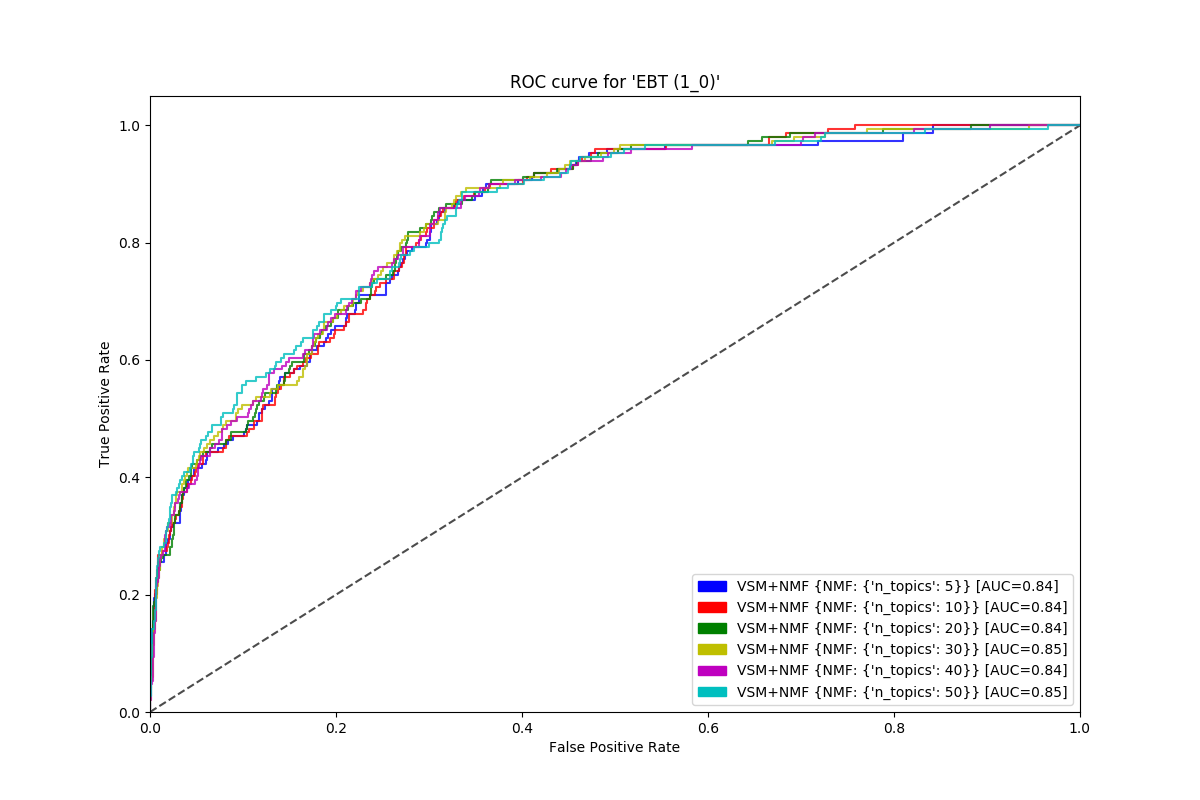 ROC curve for 'EBT (1_0)'
True Positive Rate
1.0
0.8
0.6
0.4
0.2
0.0
VSM+NMF {NMF: {'n_topics': 5}} [AUC=0.84]
VSM+NMF {NMF: {'n_topics': 10}} [AUC=0.84]
VSM+NMF {NMF: {'n_topics': 20}} [AUC=0.84]
VSM+NMF {NMF: {'n_topics': 30}} [AUC=0.85]
VSM+NMF {NMF: {'n_topics': 40}} [AUC=0.84]
VSM+NMF {NMF: {'n_topics': 50}} [AUC=0.85]
0.0 0.2 0.4 0.6 0.8 1.0
False Positive Rate